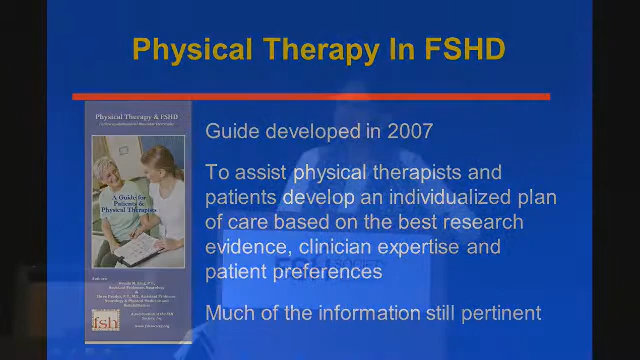 Physical Therapy In FSHD
Physical Therapy & FSHD
A Guide for
Patients &
Physical Therapists
Guide developed in 2007
To assist physical therapists and
patients develop an individualized plan
of care based on the best research
evidence, clinician expertise and
patient preferences
Much of the information still pertinent
FSH
SOCIETY
fsh